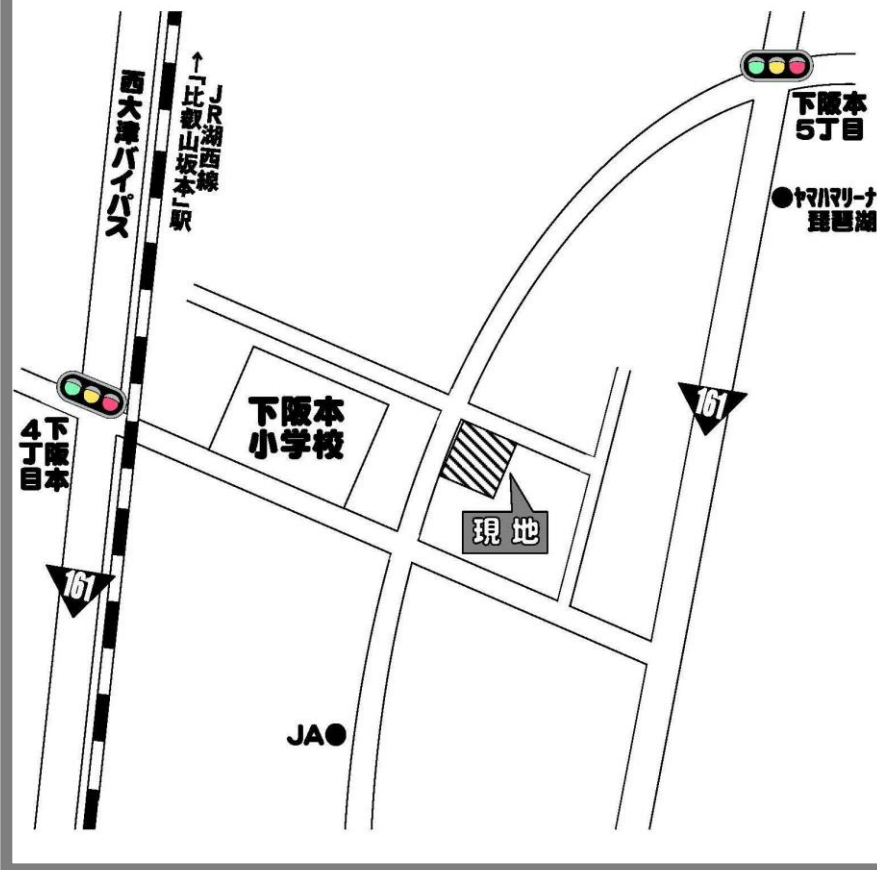 西大津バイパス
JR湖西線
↑「比叡山坂本」駅
下阪本
5丁目
●ヤマハマリーナ
琵琶湖
161
下阪本
小学校
下阪本
4丁目
現地
161
JA●